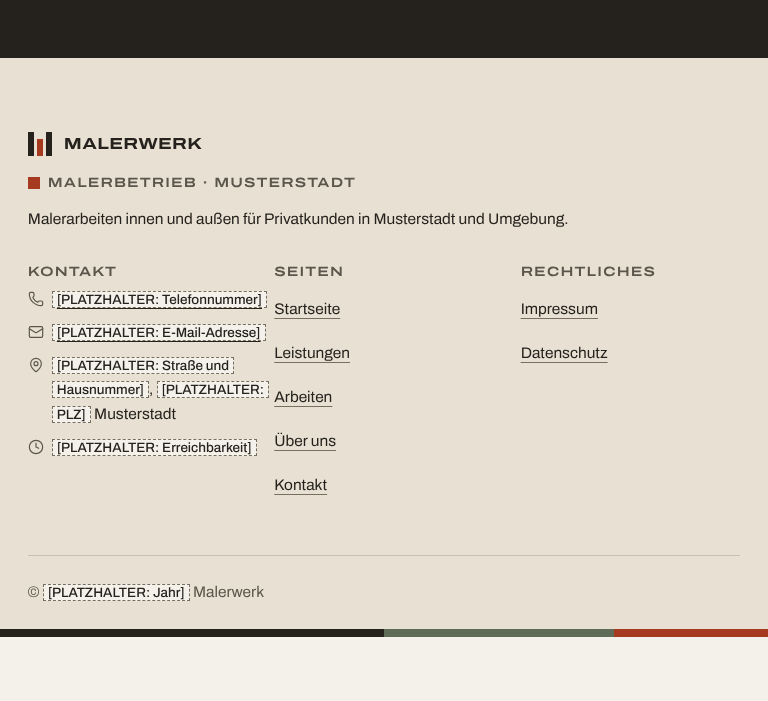 MALERWERK
MALERBETRIEB · MUSTERSTADT
Malerarbeiten innen und außen für Privatkunden in Musterstadt und Umgebung.
KONTAKT
[PLATZHALTER: Telefonnummer]
[PLATZHALTER: E-Mail-Adresse]
[PLATZHALTER: Straße und
Hausnummer], [PLATZHALTER:
PLZ] Musterstadt
[PLATZHALTER: Erreichbarkeit]
SEITEN
Startseite
Leistungen
Arbeiten
Über uns
Kontakt
RECHTLICHES
Impressum
Datenschutz
© [PLATZHALTER: Jahr] Malerwerk